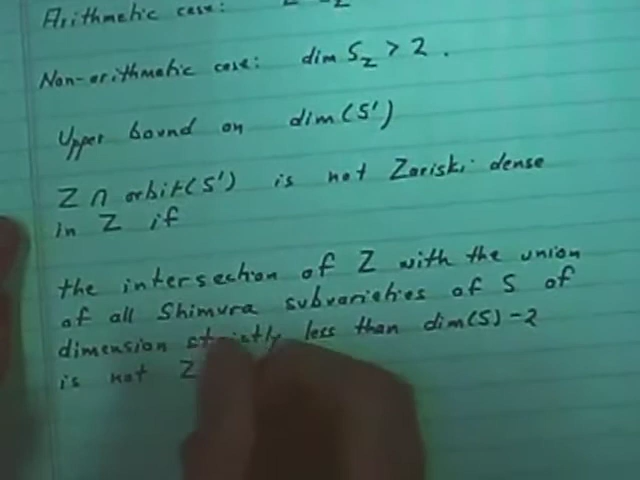 Arithmetic case:
Non-arithmetic case: dim S_Z > 2.
Upper bound on dim(S')
Z ∩ orbit(S') is not Zariski dense
in Z if
the intersection of Z with the union
of all Shimura subvarieties of S of
dimension strictly less than dim(S)-2
is not Z